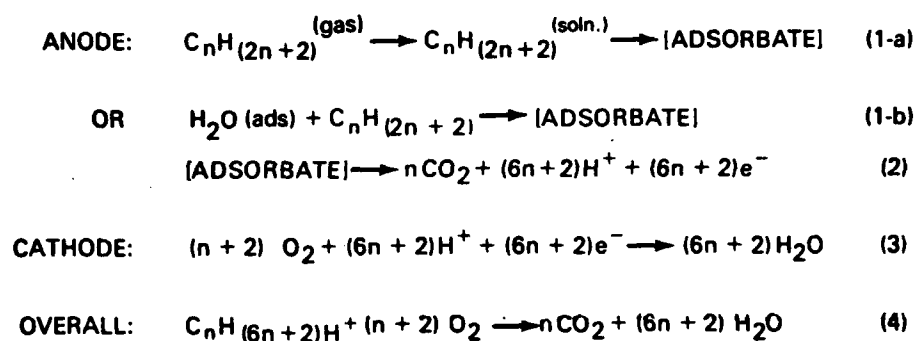 ANODE: CnH(2n+2)(gas) → CnH(2n+2)(soln.) → [ADSORBATE] (1-a)
OR H2O (ads) + CnH(2n + 2) → [ADSORBATE] (1-b)
[ADSORBATE] → nCO2 + (6n+2)H+ + (6n + 2)e− (2)
CATHODE: (n + 2) O2 + (6n + 2)H+ + (6n + 2)e− → (6n + 2)H2O (3)
OVERALL: CnH(6n+2)H+ (n + 2) O2 → nCO2 + (6n + 2) H2O (4)